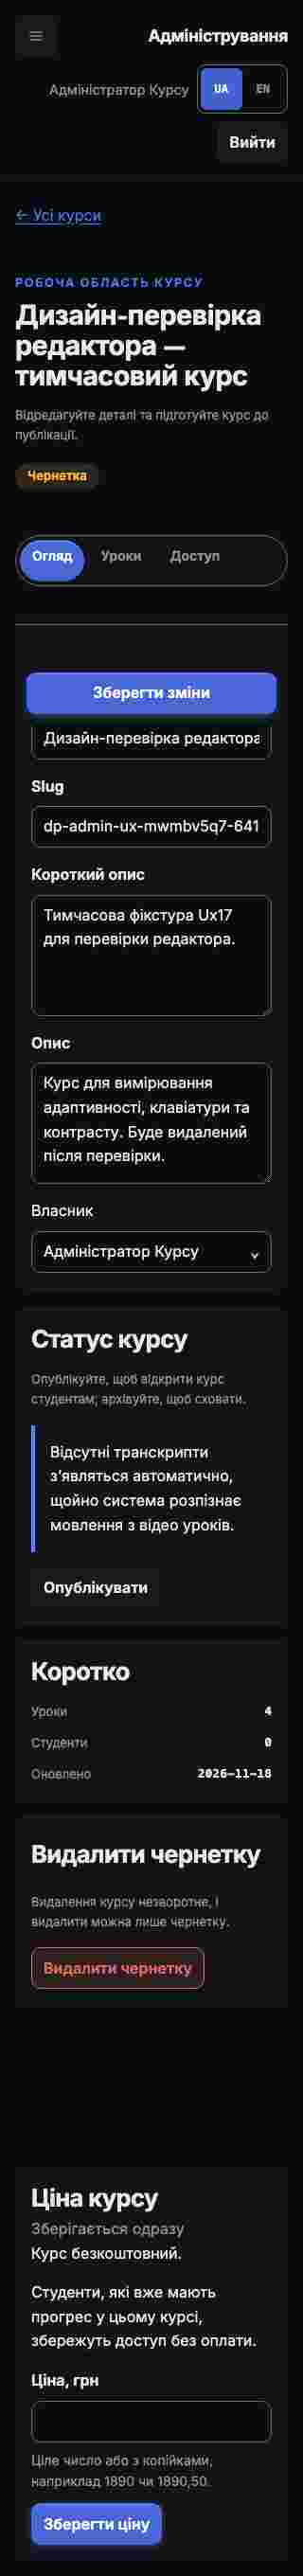 Адміністрування
Адміністратор Курсу
UA EN
Вийти
← Усі курси
РОБОЧА ОБЛАСТЬ КУРСУ
Дизайн-перевірка
редактора —
тимчасовий курс
Відредагуйте деталі та підготуйте курс до
публікації.
Чернетка
Огляд Уроки Доступ
Зберегти зміни
Дизайн-перевірка редактора
Slug
dp-admin-ux-mwmbv5q7-641
Короткий опис
Тимчасова фікстура Ux17
для перевірки редактора.
Опис
Курс для вимірювання
адаптивності, клавіатури та
контрасту. Буде видалений
після перевірки.
Власник
Адміністратор Курсу
Статус курсу
Опублікуйте, щоб відкрити курс
студентам; архівуйте, щоб сховати.
Відсутні транскрипти
з'являться автоматично,
щойно система розпізнає
мовлення з відео уроків.
Опублікувати
Коротко
Уроки 4
Студенти 0
Оновлено 2026-11-18
Видалити чернетку
Видалення курсу незворотне, і
видалити можна лише чернетку.
Видалити чернетку
Ціна курсу
Зберігається одразу
Курс безкоштовний.
Студенти, які вже мають
прогрес у цьому курсі,
збережуть доступ без оплати.
Ціна, грн
Ціле число або з копійками,
наприклад 1890 чи 1890,50.
Зберегти ціну